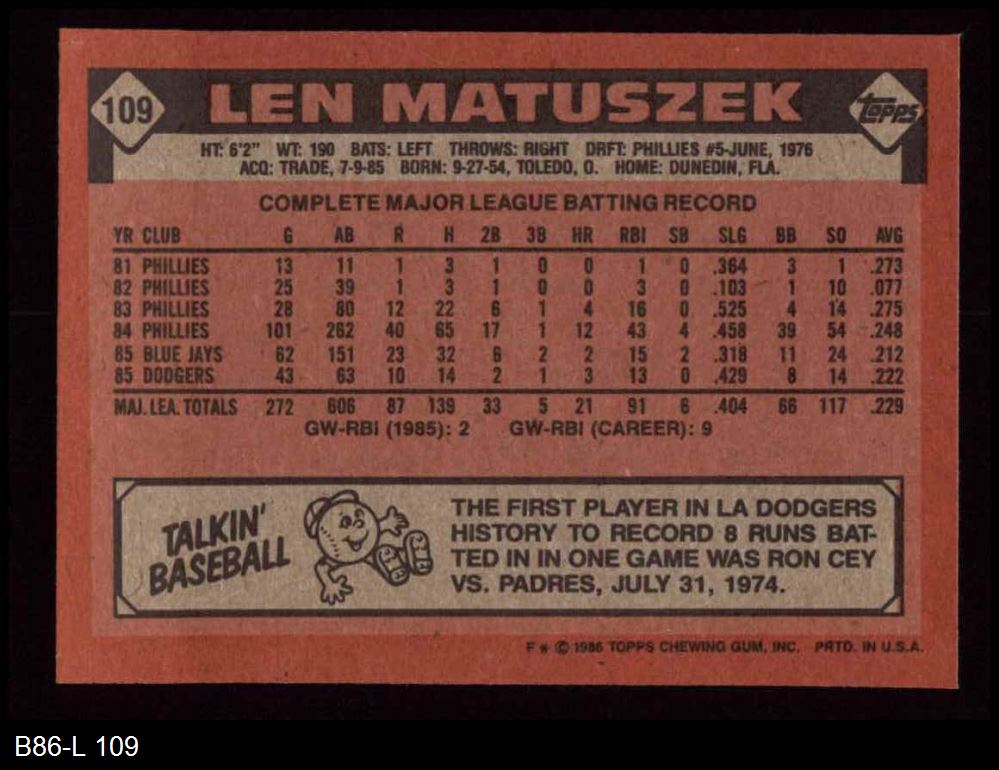 109 LEN MATUSZEK TOPPS
HT: 6'2" WT: 190 BATS: LEFT THROWS: RIGHT DRFT: PHILLIES #5-JUNE, 1976
ACQ: TRADE, 7-9-85 BORN: 9-27-54, TOLEDO, O. HOME: DUNEDIN, FLA.
COMPLETE MAJOR LEAGUE BATTING RECORD
YR CLUB G AB R H 2B 3B HR RBI SB SLG BB SO AVG
81 PHILLIES 13 11 1 3 1 0 0 1 0 .364 3 1 .273
82 PHILLIES 25 39 1 3 1 0 0 3 0 .103 1 10 .077
83 PHILLIES 28 80 12 22 6 1 4 16 0 .525 4 14 .275
84 PHILLIES 101 262 40 65 17 1 12 43 4 .458 39 54 .248
85 BLUE JAYS 62 151 23 32 6 2 2 15 2 .318 11 24 .212
85 DODGERS 43 63 10 14 2 1 3 13 0 .429 8 14 .222
MAJ. LEA. TOTALS 272 606 87 139 33 5 21 91 6 .404 66 117 .229
GW-RBI (1985): 2 GW-RBI (CAREER): 9
TALKIN'
BASEBALL
THE FIRST PLAYER IN LA DODGERS
HISTORY TO RECORD 8 RUNS BAT-
TED IN IN ONE GAME WAS RON CEY
VS. PADRES, JULY 31, 1974.
F * © 1986 TOPPS CHEWING GUM, INC. PRTD. IN U.S.A.
B86-L 109